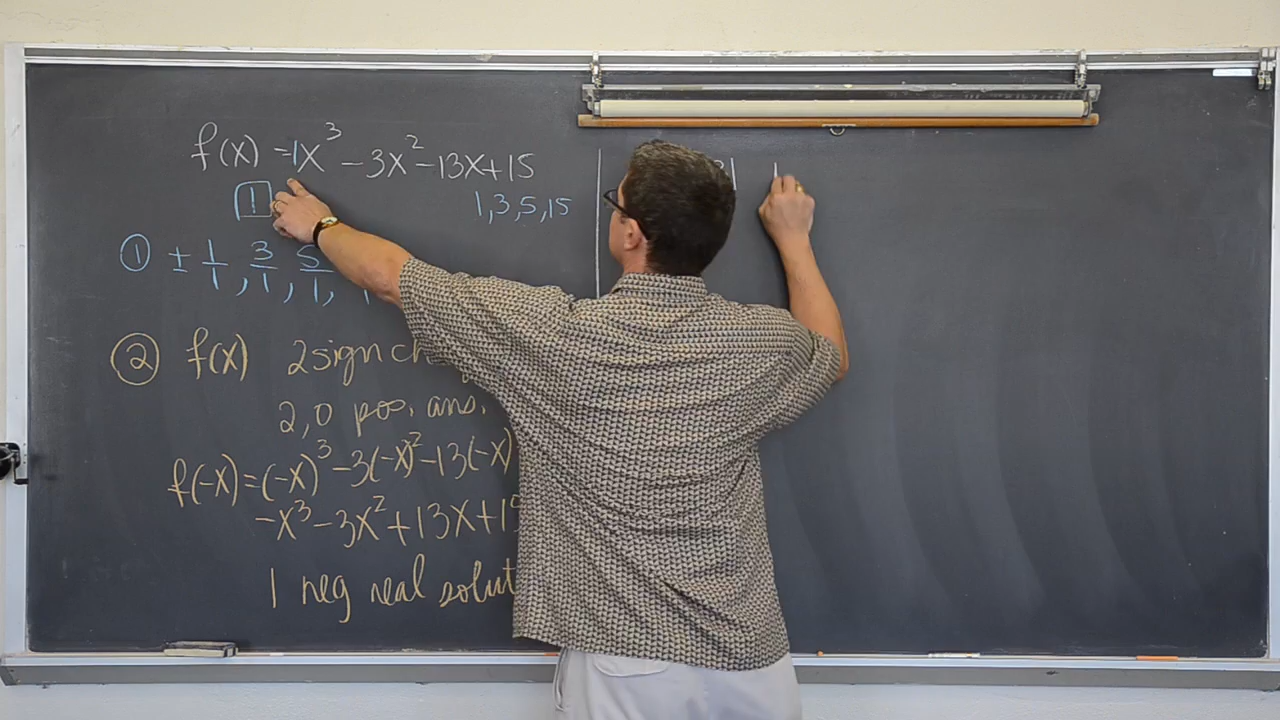 f(x) = 1x³ - 3x² - 13x + 15
1
1,3,5,15
① ± 1/1, 3/1, 5/1,
② f(x) 2 sign ch
2,0 pos. ans.
f(-x)=(-x)³-3(-x)²-13(-x)
-x³-3x²+13x+1
1 neg real solut